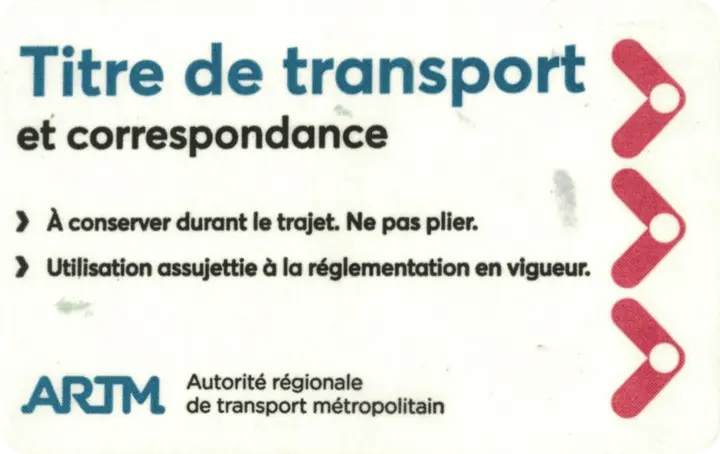 Titre de transport
et correspondance
❯ À conserver durant le trajet. Ne pas plier.
❯ Utilisation assujettie à la réglementation en vigueur.
ARTM Autorité régionale
de transport métropolitain